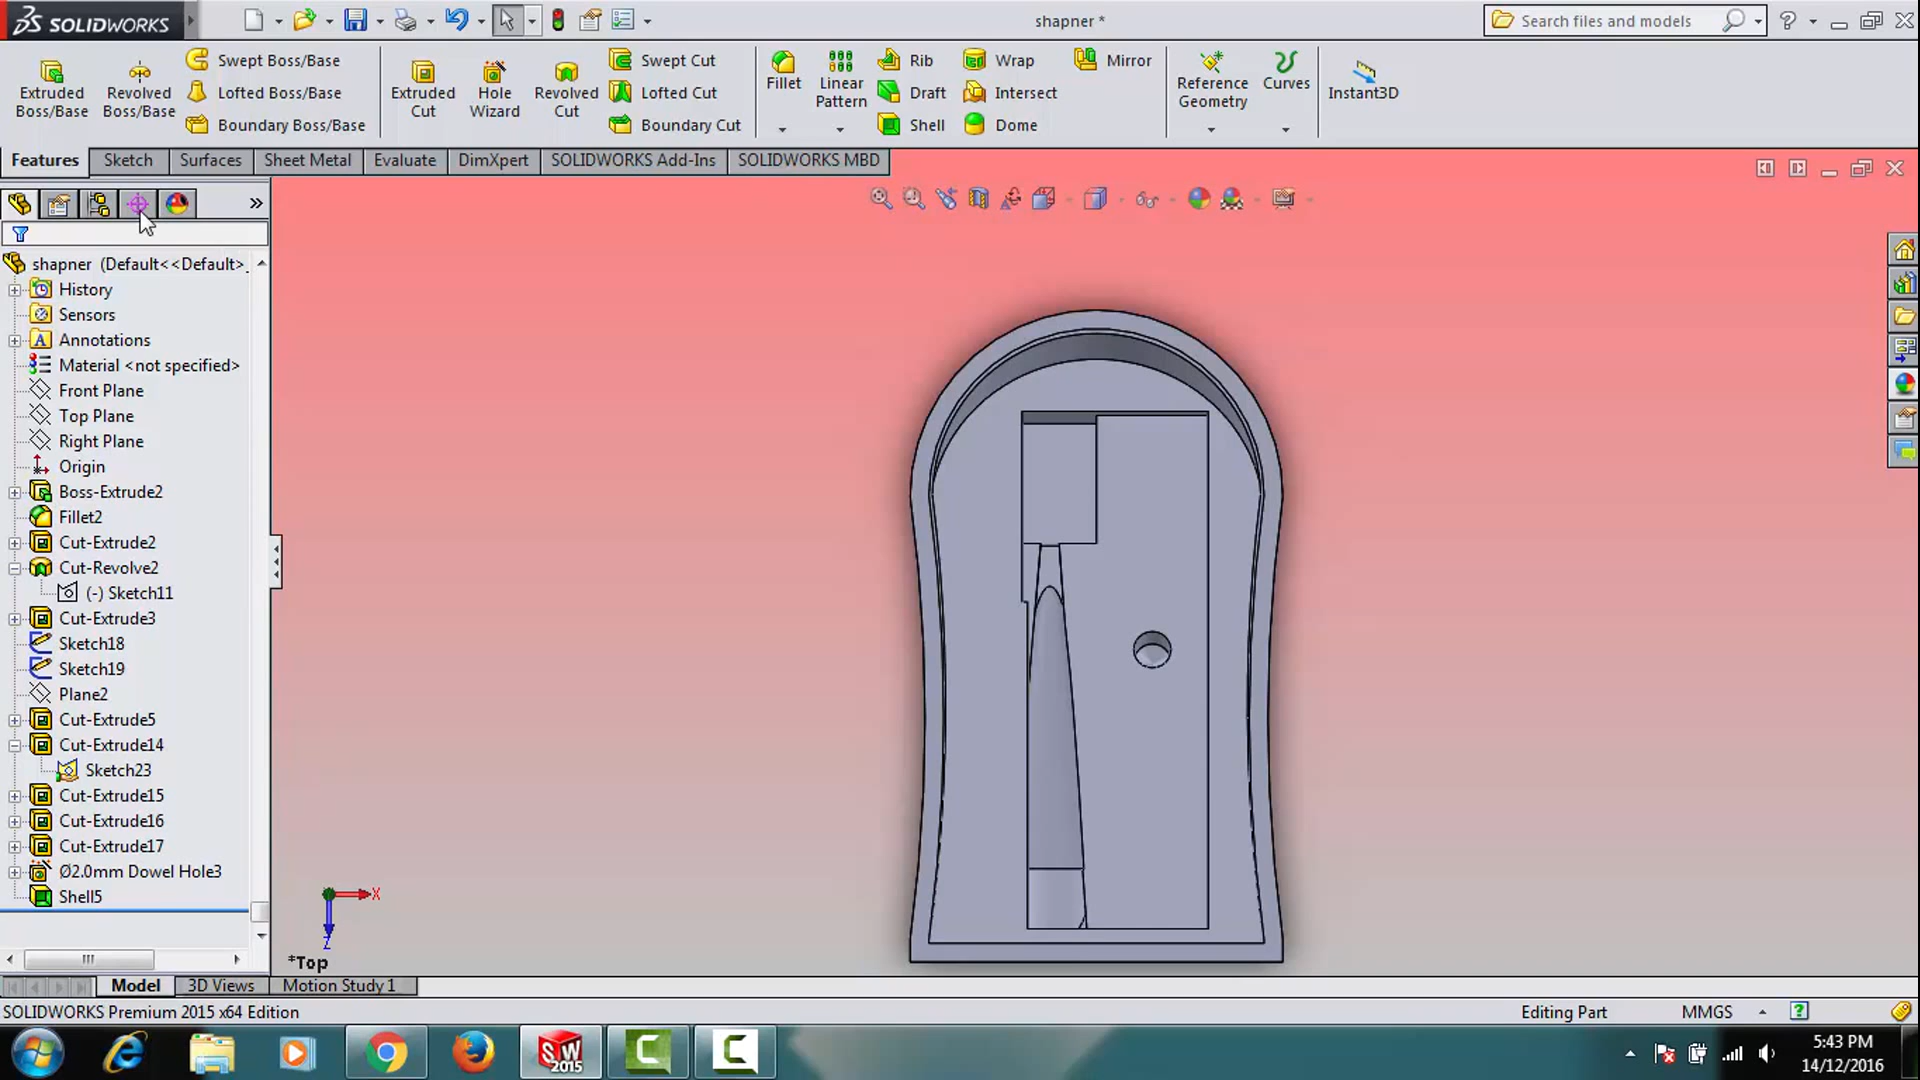 SOLIDWORKS
shapner *
Search files and models
Extruded Boss/Base
Revolved Boss/Base
Swept Boss/Base
Lofted Boss/Base
Boundary Boss/Base
Extruded Cut
Hole Wizard
Revolved Cut
Swept Cut
Lofted Cut
Boundary Cut
Fillet
Linear Pattern
Rib
Draft
Shell
Wrap
Intersect
Dome
Mirror
Reference Geometry
Curves
Instant3D
Features
Sketch
Surfaces
Sheet Metal
Evaluate
DimXpert
SOLIDWORKS Add-Ins
SOLIDWORKS MBD
shapner (Default<<Default>_
History
Sensors
Annotations
Material <not specified>
Front Plane
Top Plane
Right Plane
Origin
Boss-Extrude2
Fillet2
Cut-Extrude2
Cut-Revolve2
(-) Sketch11
Cut-Extrude3
Sketch18
Sketch19
Plane2
Cut-Extrude5
Cut-Extrude14
Sketch23
Cut-Extrude15
Cut-Extrude16
Cut-Extrude17
Ø2.0mm Dowel Hole3
Shell5
X
Z
*Top
Model
3D Views
Motion Study 1
SOLIDWORKS Premium 2015 x64 Edition
Editing Part
MMGS
SW
2015
5:43 PM
14/12/2016